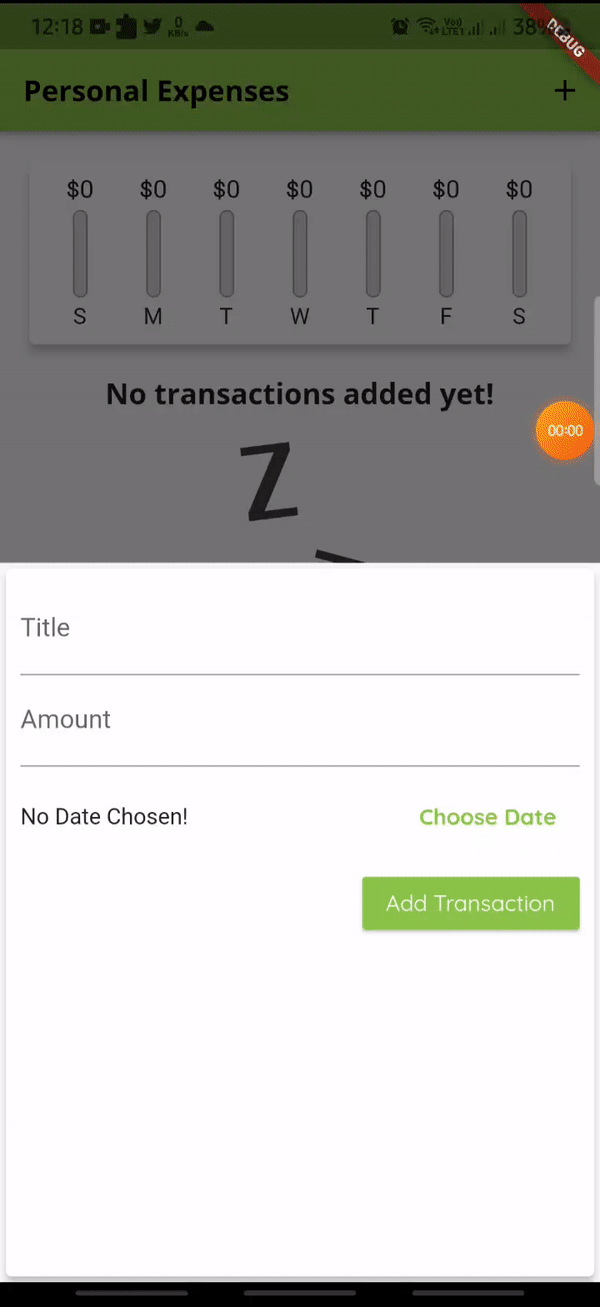 12:18 0 KB/s Vo) LTE1 38%
DEBUG
Personal Expenses +
$0 $0 $0 $0 $0 $0 $0
S M T W T F S
No transactions added yet!
00:00
Z
Title
Amount
No Date Chosen! Choose Date
Add Transaction